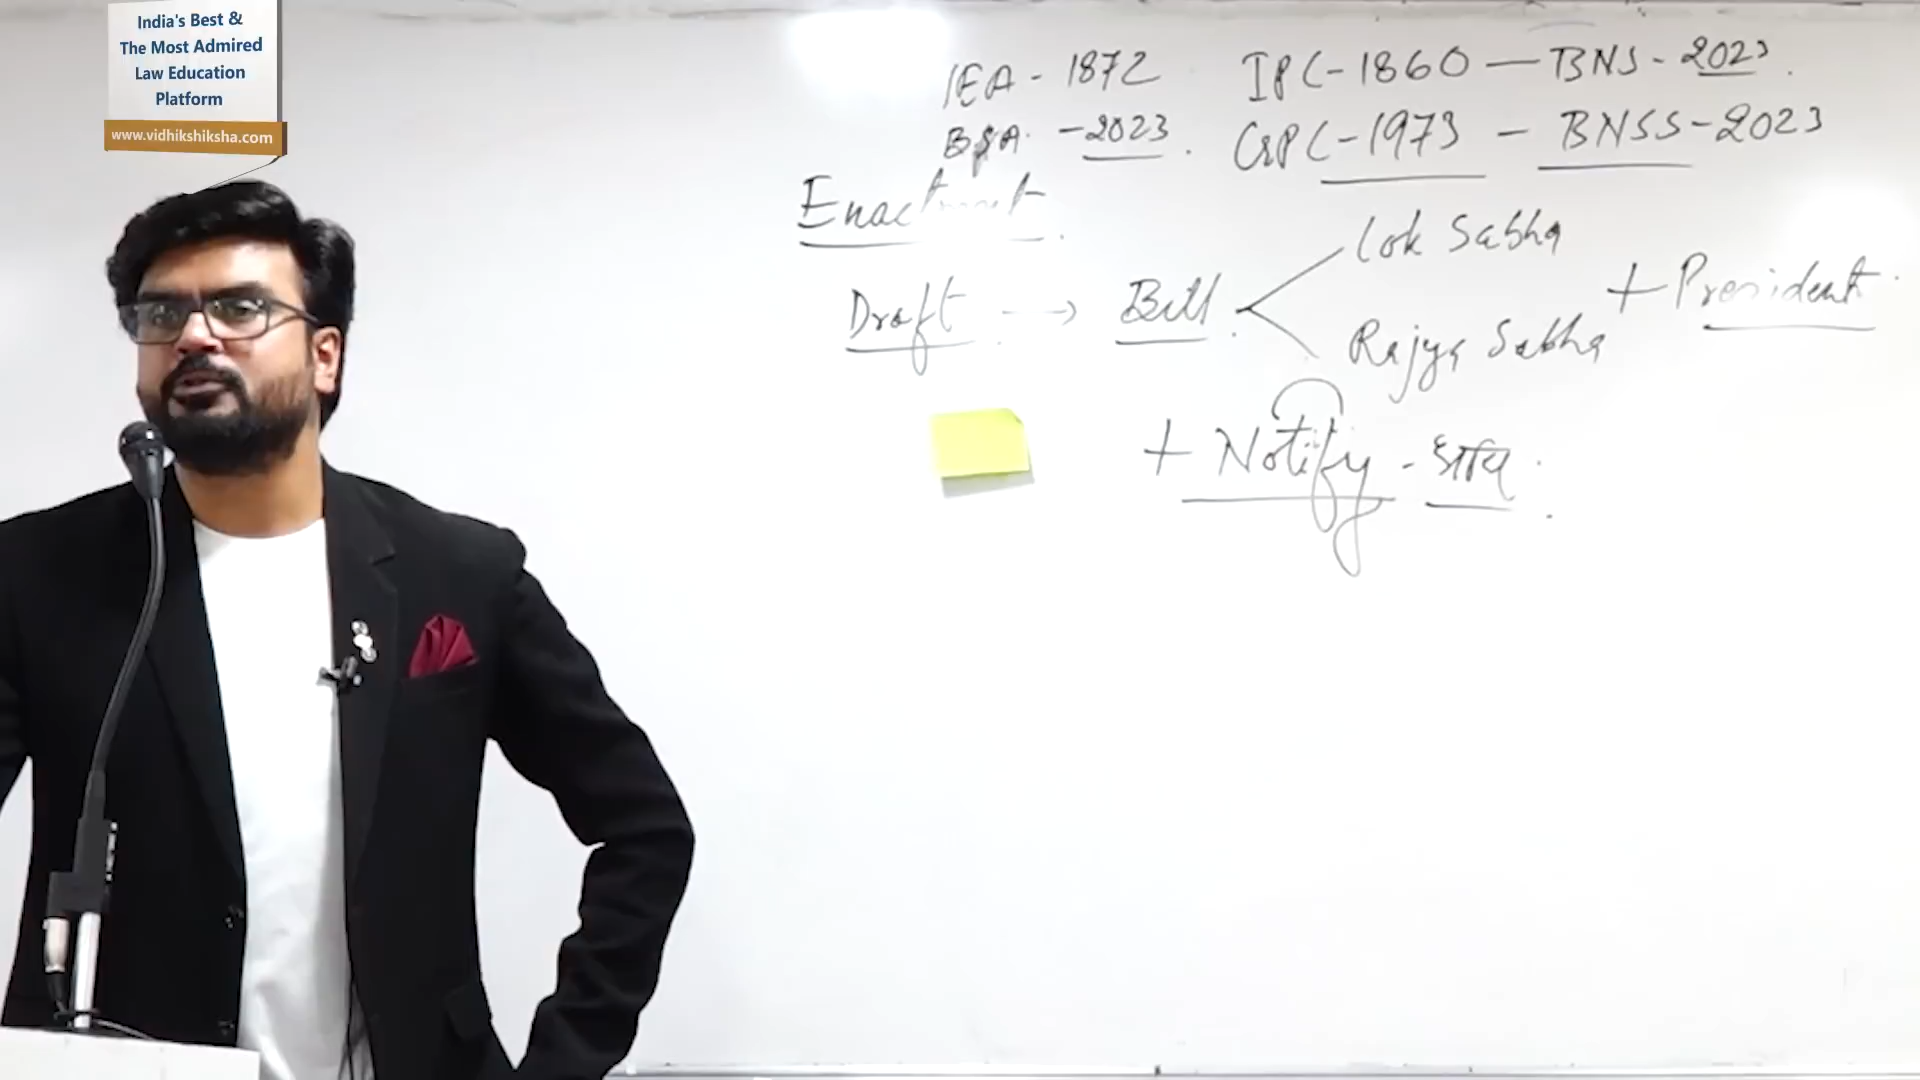 India's Best &
The Most Admired
Law Education
Platform
www.vidhikshiksha.com
IEA - 1872 IPC - 1860 — BNS - 2023.
BSA. - 2023. CrPC - 1973 - BNSS - 2023
Enactment.
Draft → Bill. Lok Sabha + President.
Rajya Sabha
+ Notify -